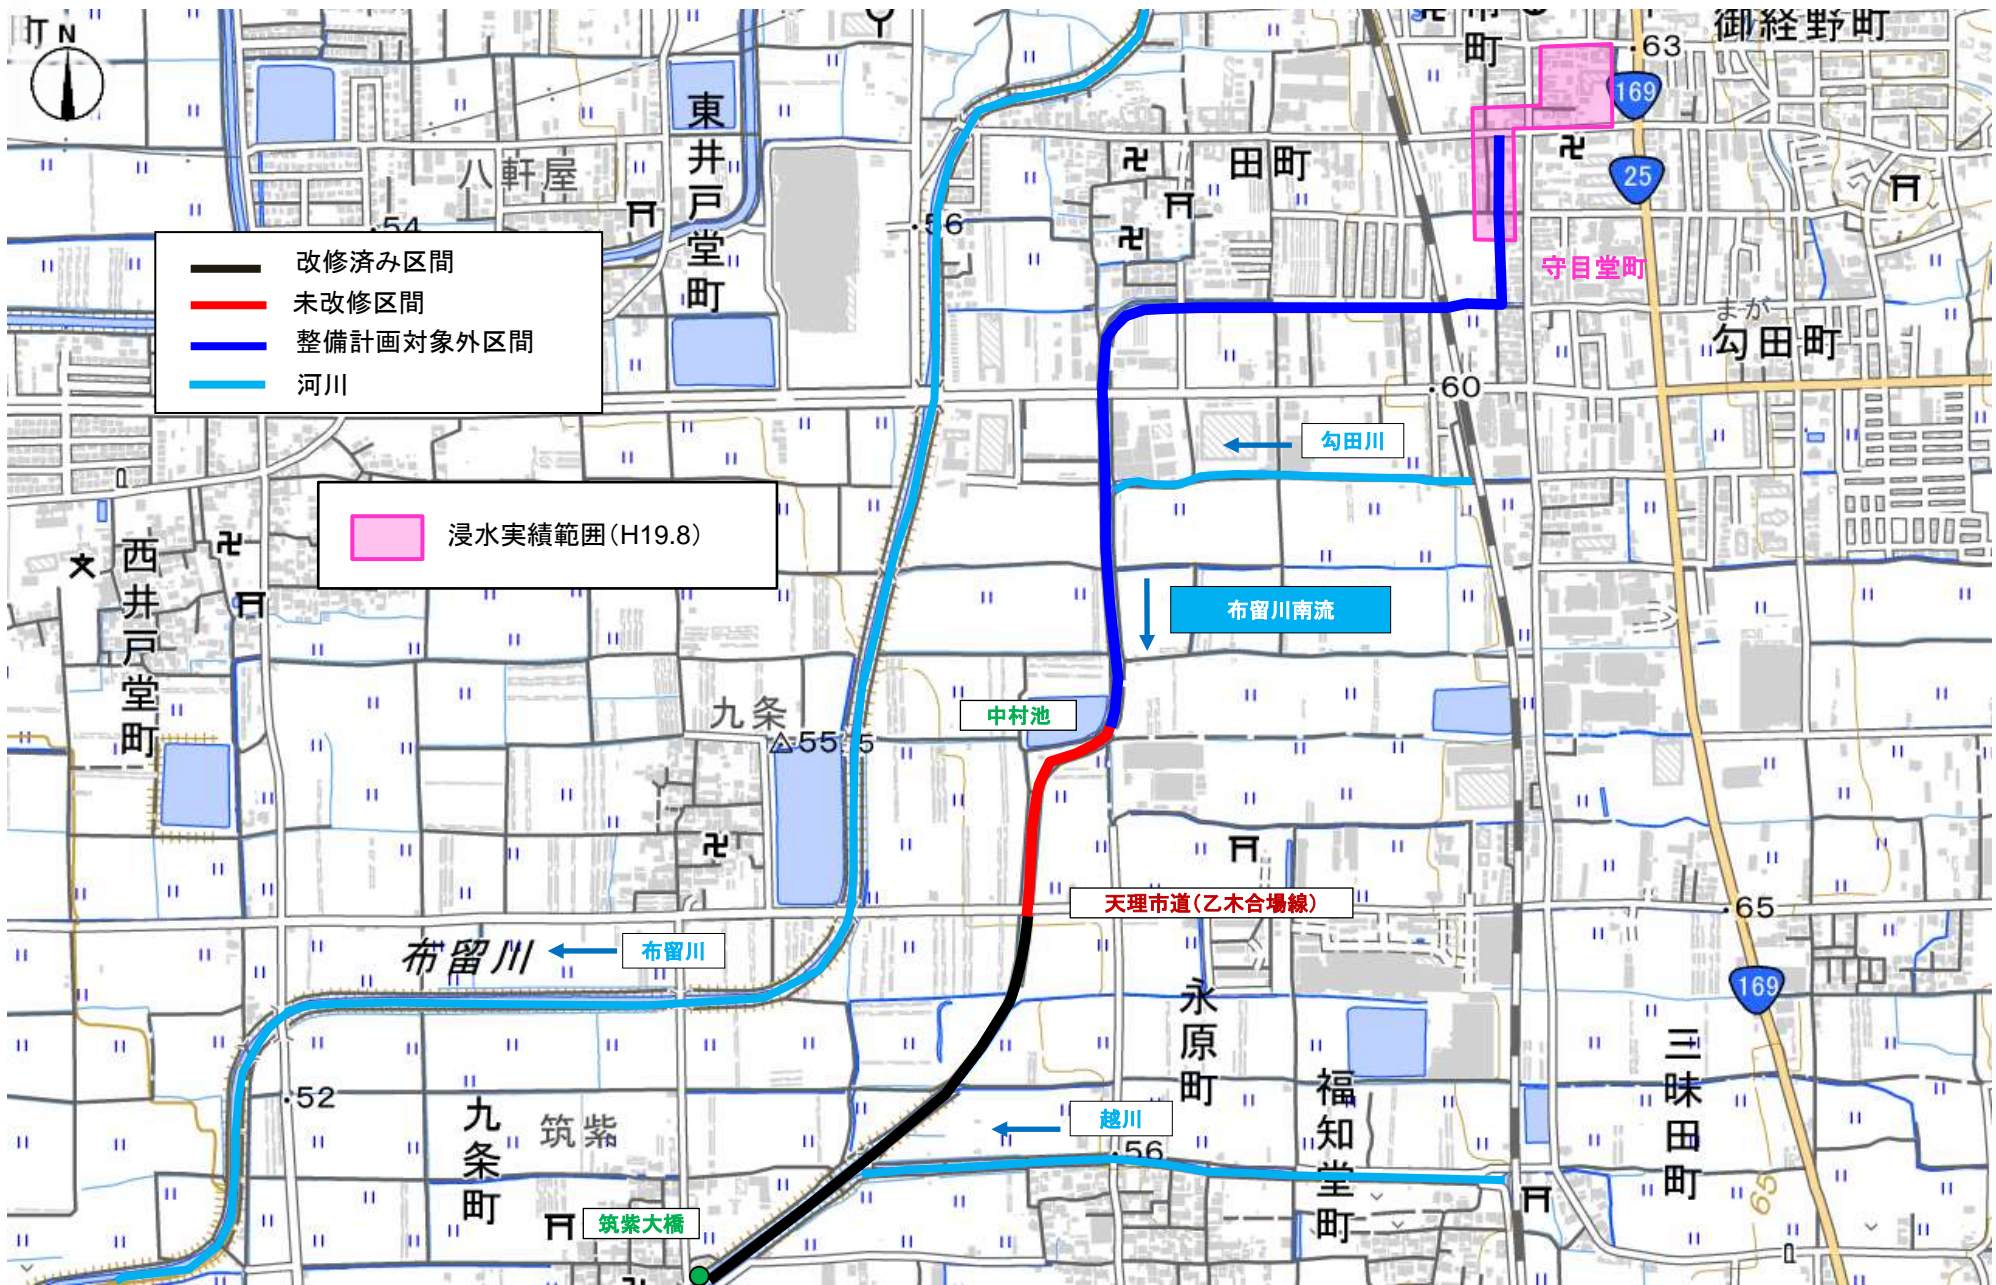 N
町
御経野町
63
169
東井戸堂町
八軒屋
田町
25
54
56
改修済み区間
未改修区間
整備計画対象外区間
河川
守目堂町
まが
勾田町
60
勾田川
浸水実績範囲(H19.8)
西井戸堂町
布留川南流
中村池
九条
55.5
天理市道(乙木合場線)
65
布留川
布留川
169
永原町
三昧田町
福知堂町
52
九条町
筑紫
越川
56
65
筑紫大橋